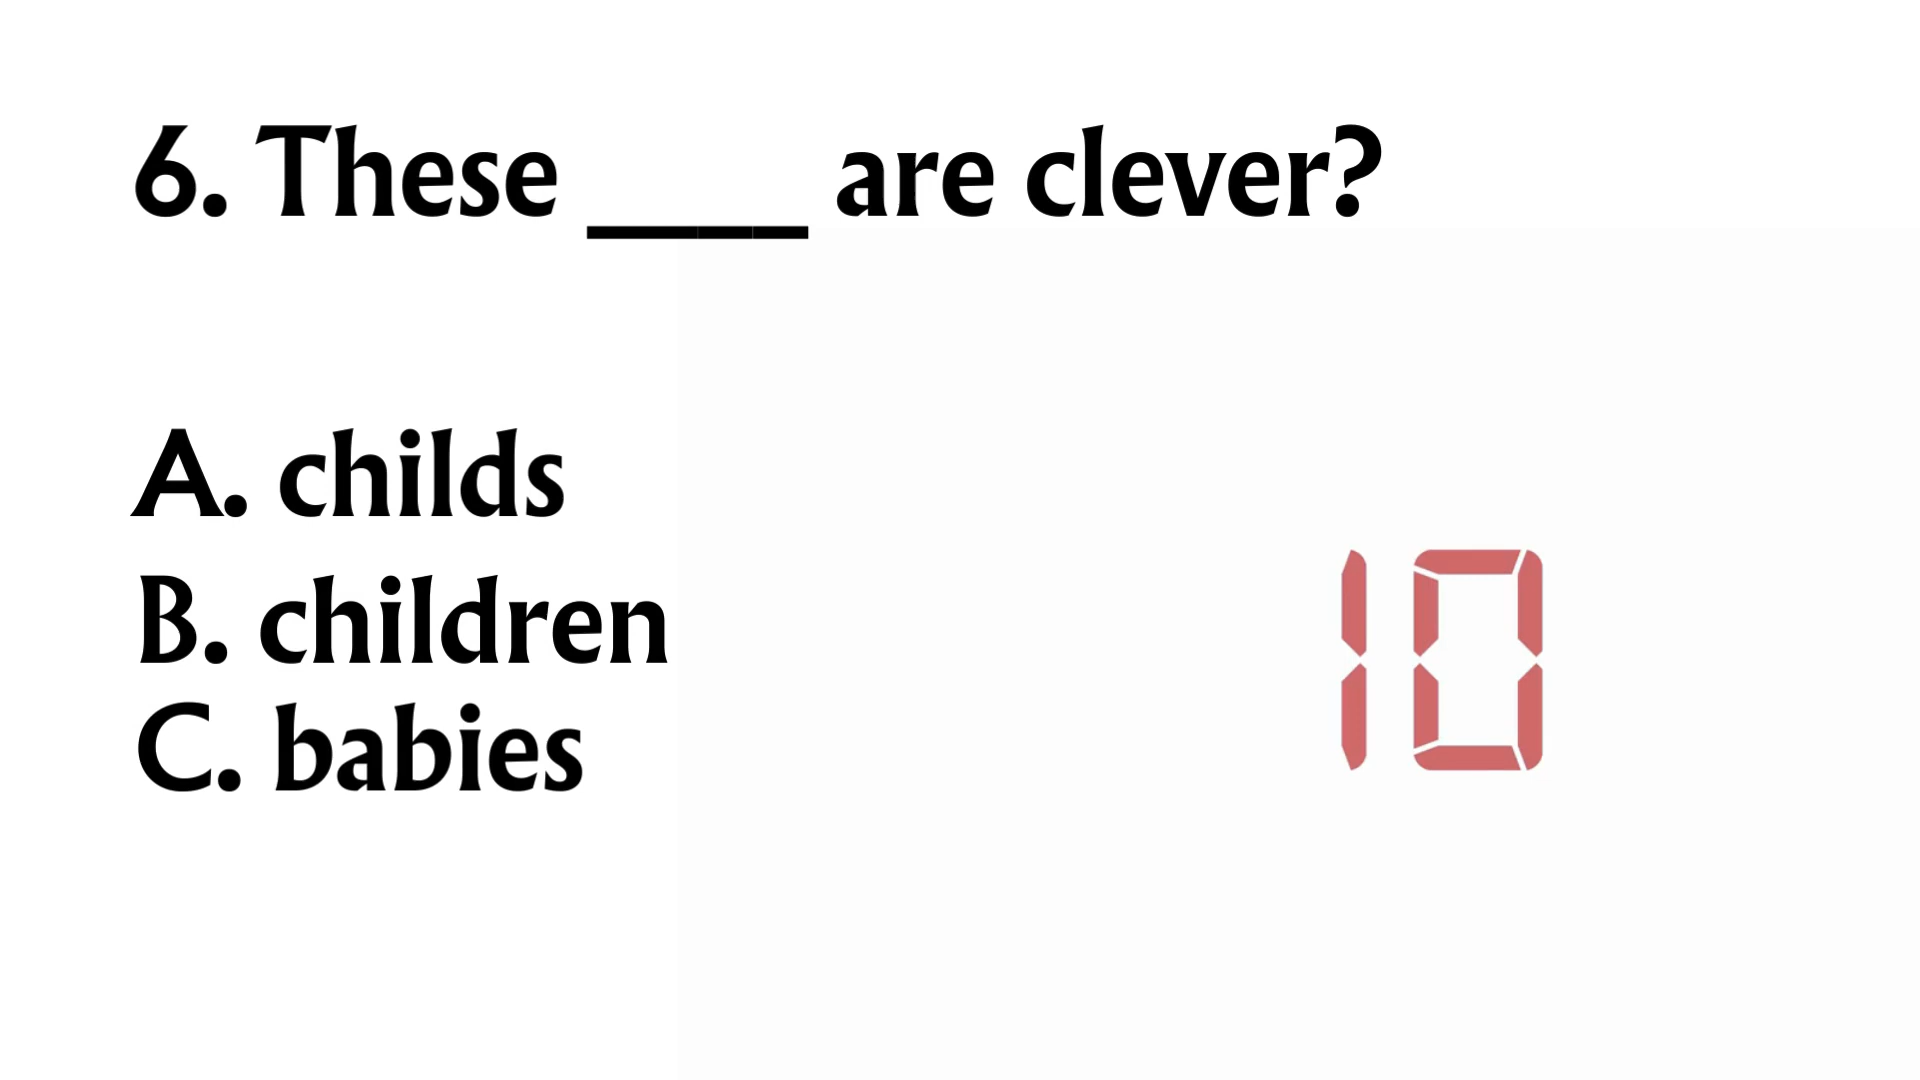 6. These ____ are clever?
A. childs
B. children
10
C. babies